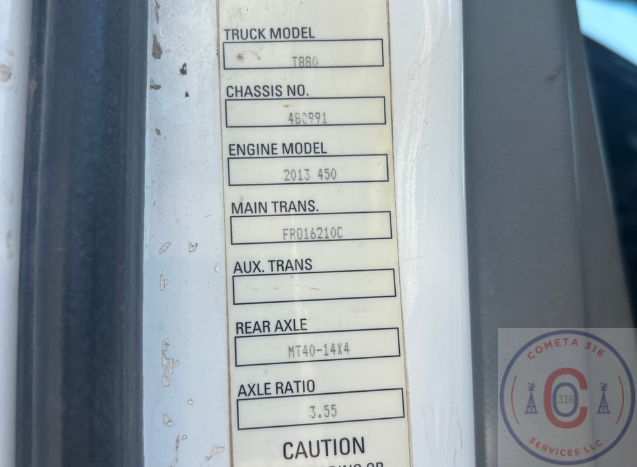 TRUCK MODEL
T880
CHASSIS NO.
480991
ENGINE MODEL
2013 450
MAIN TRANS.
FRO16210C
AUX. TRANS
REAR AXLE
MT40-14X4
AXLE RATIO
3.55
CAUTION
COMETA 316
316
SERVICES LLC